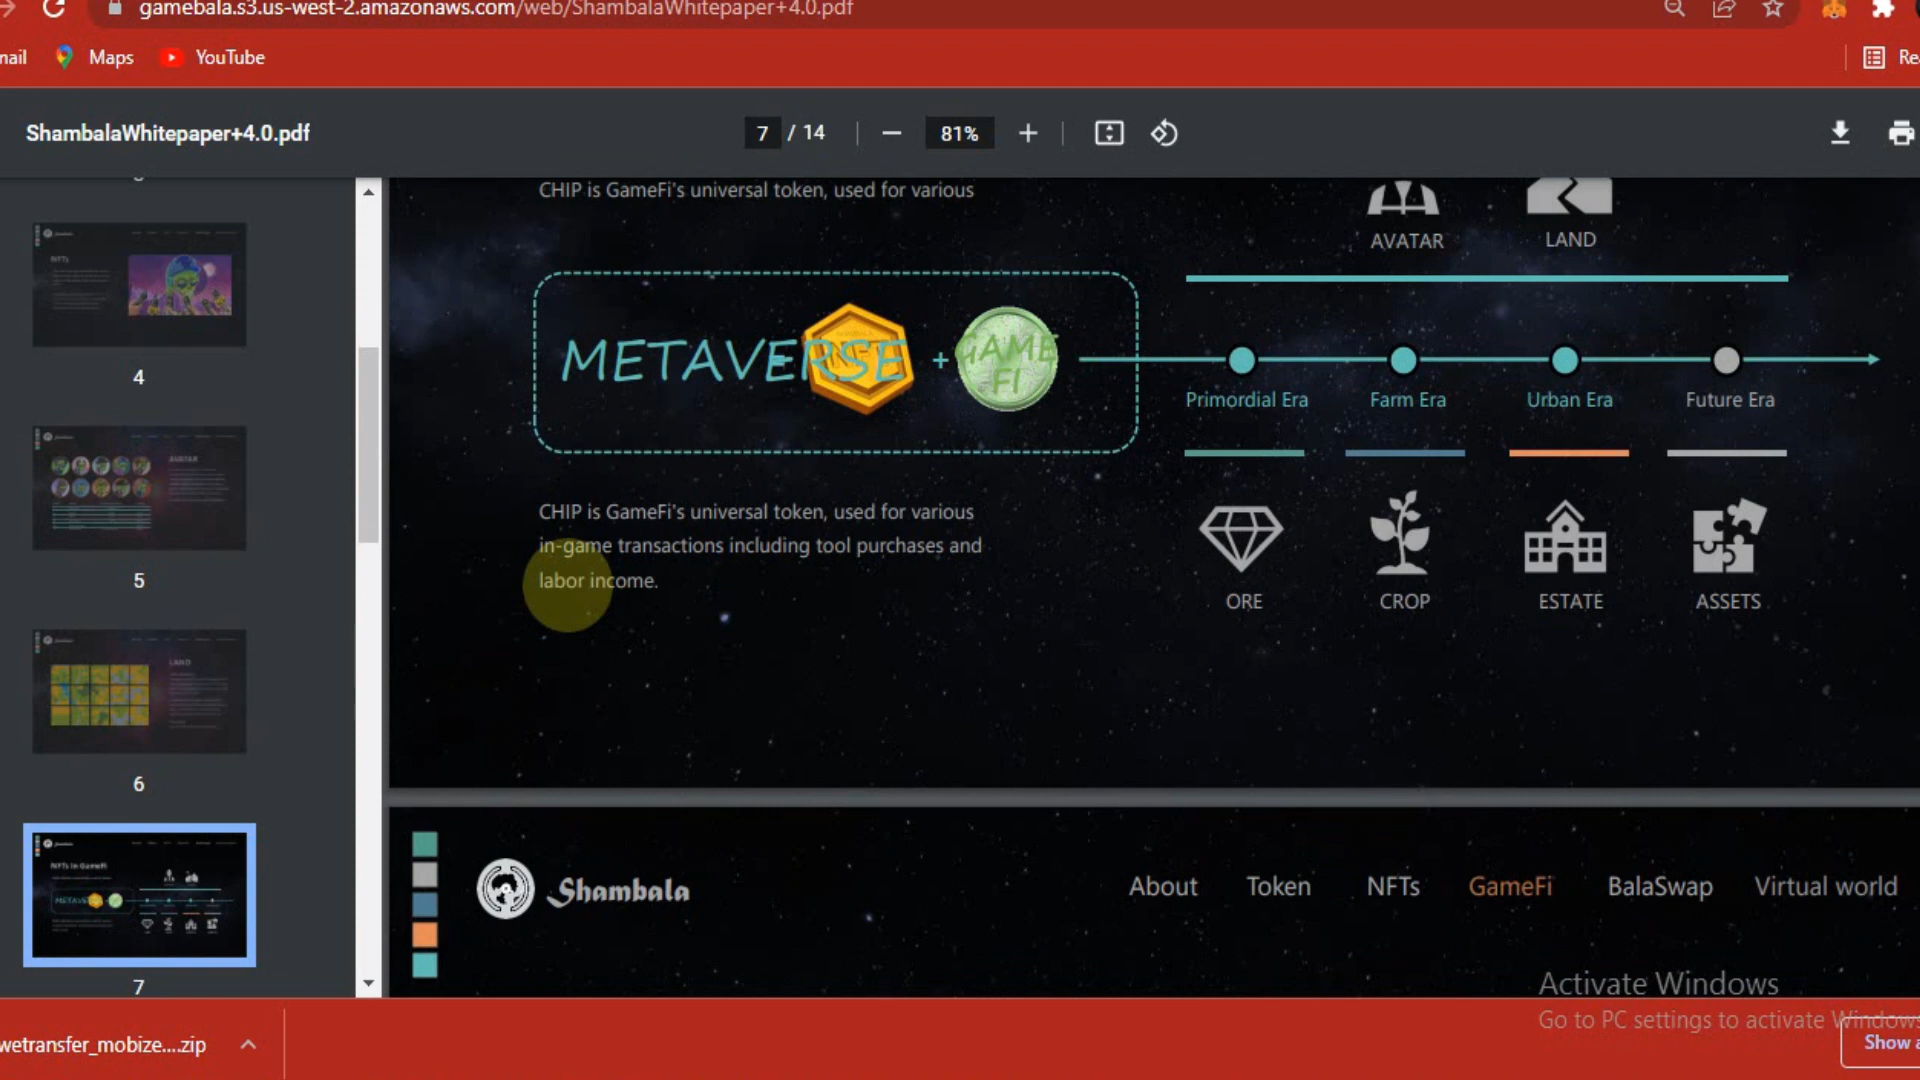 gamebala.s3.us-west-2.amazonaws.com/web/ShambalaWhitepaper+4.0.pdf
mail Maps YouTube Rea
ShambalaWhitepaper+4.0.pdf 7 / 14 81%
4
5
6
7
CHIP is GameFi's universal token, used for various
AVATAR LAND
METAVERSE = NFT + GAME
FI
Primordial Era Farm Era Urban Era Future Era
CHIP is GameFi's universal token, used for various
in-game transactions including tool purchases and
labor income.
ORE CROP ESTATE ASSETS
Shambala About Token NFTs GameFi BalaSwap Virtual world
Activate Windows
Go to PC settings to activate Windows
wetransfer_mobize....zip
Show a